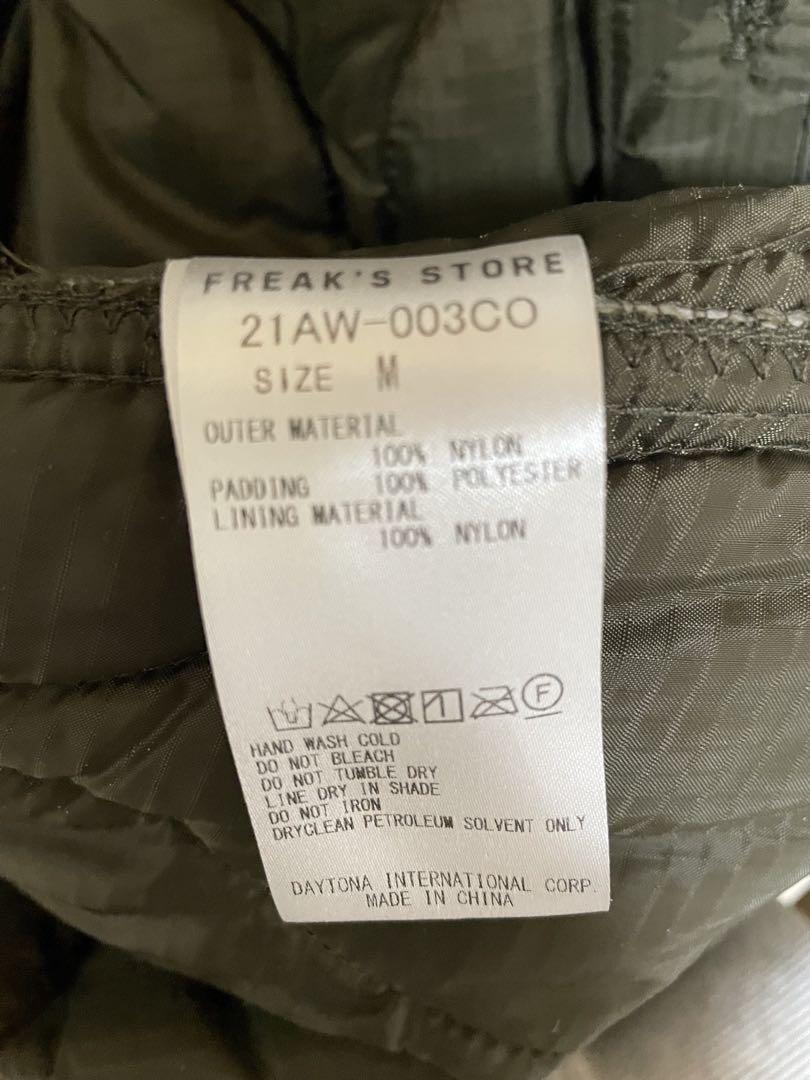 FREAK'S STORE
21AW-003CO
SIZE M
OUTER MATERIAL
100% NYLON
PADDING 100% POLYESTER
LINING MATERIAL
100% NYLON
F
HAND WASH COLD
DO NOT BLEACH
DO NOT TUMBLE DRY
LINE DRY IN SHADE
DO NOT IRON
DRYCLEAN PETROLEUM SOLVENT ONLY
DAYTONA INTERNATIONAL CORP.
MADE IN CHINA